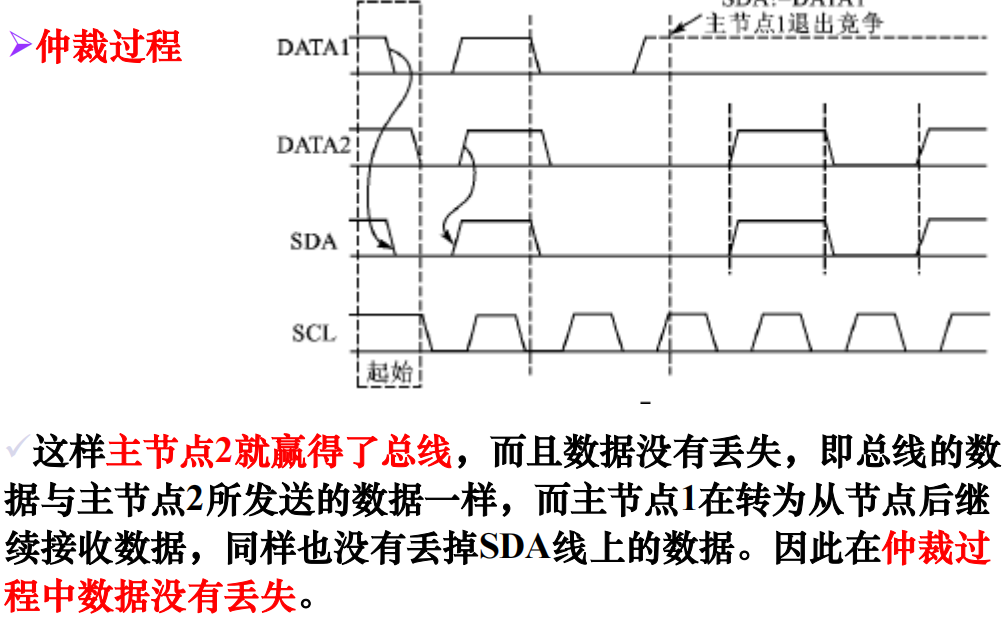 SDA!=DATA1
仲裁过程
DATA1
主节点1退出竞争
DATA2
SDA
SCL
起始
这样主节点2就赢得了总线，而且数据没有丢失，即总线的数
据与主节点2所发送的数据一样，而主节点1在转为从节点后继
续接收数据，同样也没有丢掉SDA线上的数据。因此在仲裁过
程中数据没有丢失。